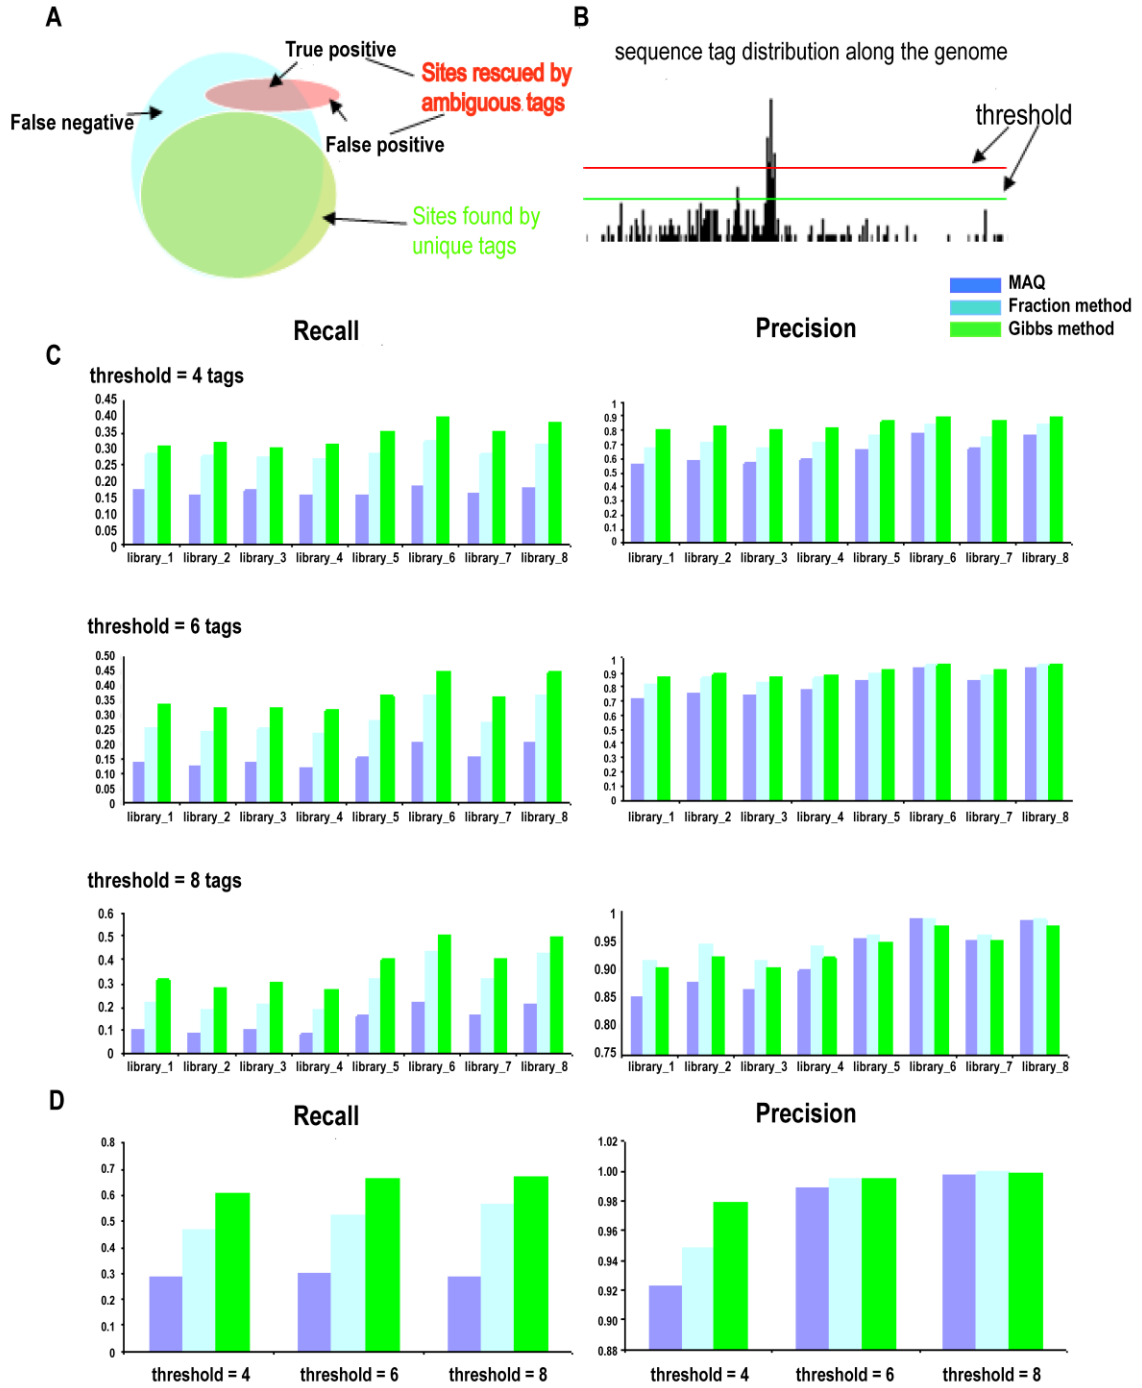 A
True positive
Sites rescued by
ambiguous tags
False negative
False positive
Sites found by
unique tags
B
sequence tag distribution along the genome
threshold
MAQ
Fraction method
Gibbs method
Recall
Precision
C
threshold = 4 tags
0.45
0.40
0.35
0.30
0.25
0.20
0.15
0.10
0.05
0
library_1 library_2 library_3 library_4 library_5 library_6 library_7 library_8
1
0.9
0.8
0.7
0.6
0.5
0.4
0.3
0.2
0.1
0
library_1 library_2 library_3 library_4 library_5 library_6 library_7 library_8
threshold = 6 tags
0.50
0.45
0.40
0.35
0.30
0.25
0.20
0.15
0.10
0.05
0
library_1 library_2 library_3 library_4 library_5 library_6 library_7 library_8
1
0.9
0.8
0.7
0.6
0.5
0.4
0.3
0.2
0.1
0
library_1 library_2 library_3 library_4 library_5 library_6 library_7 library_8
threshold = 8 tags
0.6
0.5
0.4
0.3
0.2
0.1
0
library_1 library_2 library_3 library_4 library_5 library_6 library_7 library_8
1
0.95
0.90
0.85
0.80
0.75
library_1 library_2 library_3 library_4 library_5 library_6 library_7 library_8
D
Recall
Precision
0.8
0.7
0.6
0.5
0.4
0.3
0.2
0.1
0
threshold = 4 threshold = 6 threshold = 8
1.02
1.00
0.98
0.96
0.94
0.92
0.90
0.88
threshold = 4 threshold = 6 threshold = 8